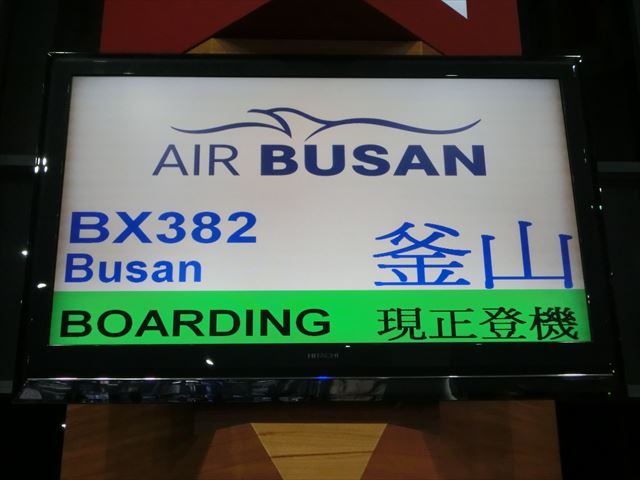 AIR BUSAN
BX382
Busan
釜山
BOARDING 現正登機
HITACHI